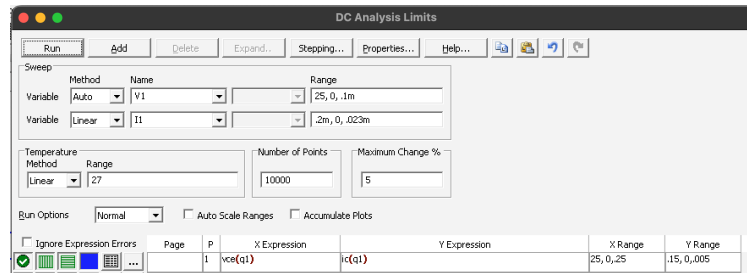 DC Analysis Limits
Run Add Delete Expand.. Stepping... Properties... Help...
Sweep
Method Name Range
Variable Auto V1 25, 0, .1m
Variable Linear I1 .2m, 0, .023m
Temperature Number of Points Maximum Change %
Method Range
Linear 27 10000 5
Run Options Normal Auto Scale Ranges Accumulate Plots
Ignore Expression Errors Page P X Expression Y Expression X Range Y Range
... 1 vce(q1) ic(q1) 25,0,.25 .15, 0,.005